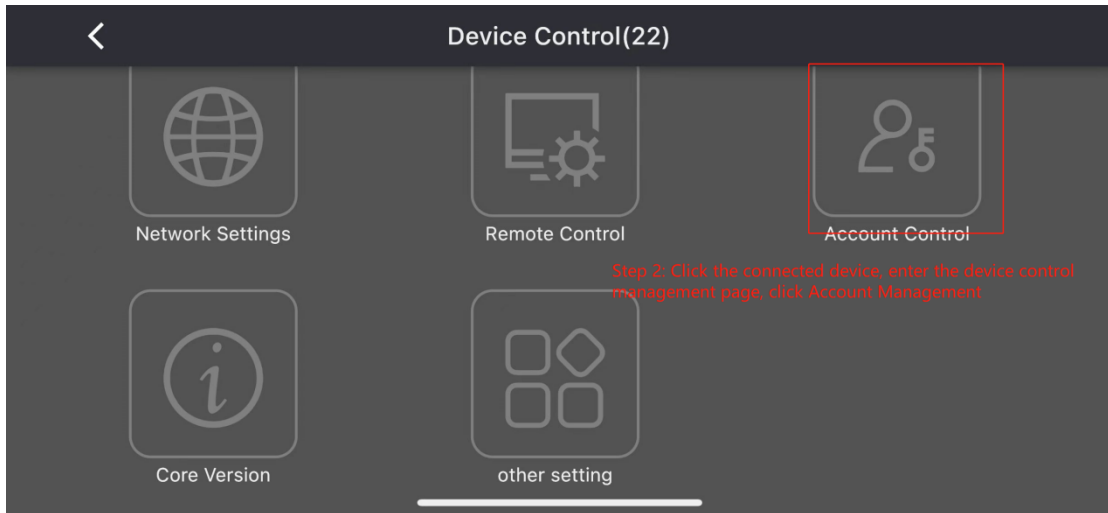 Device Control(22)
Network Settings
Remote Control
Account Control
Step 2: Click the connected device, enter the device control
management page, click Account Management
Core Version
other setting